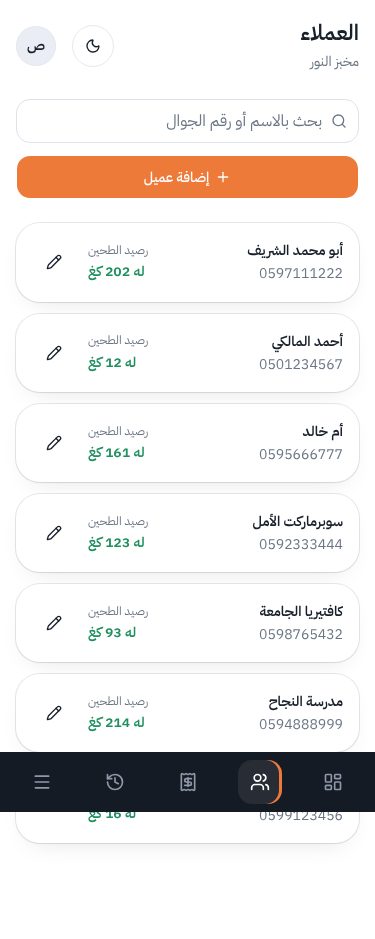 العملاء
مخبز النور
ص
بحث بالاسم أو رقم الجوال
إضافة عميل
أبو محمد الشريف
0597111222
رصيد الطحين
له 202 كغ
أحمد المالكي
0501234567
رصيد الطحين
له 12 كغ
أم خالد
0595666777
رصيد الطحين
له 161 كغ
سوبرماركت الأمل
0592333444
رصيد الطحين
له 123 كغ
كافتيريا الجامعة
0598765432
رصيد الطحين
له 93 كغ
مدرسة النجاح
0594888999
رصيد الطحين
له 214 كغ
0599123456
له 16 كغ